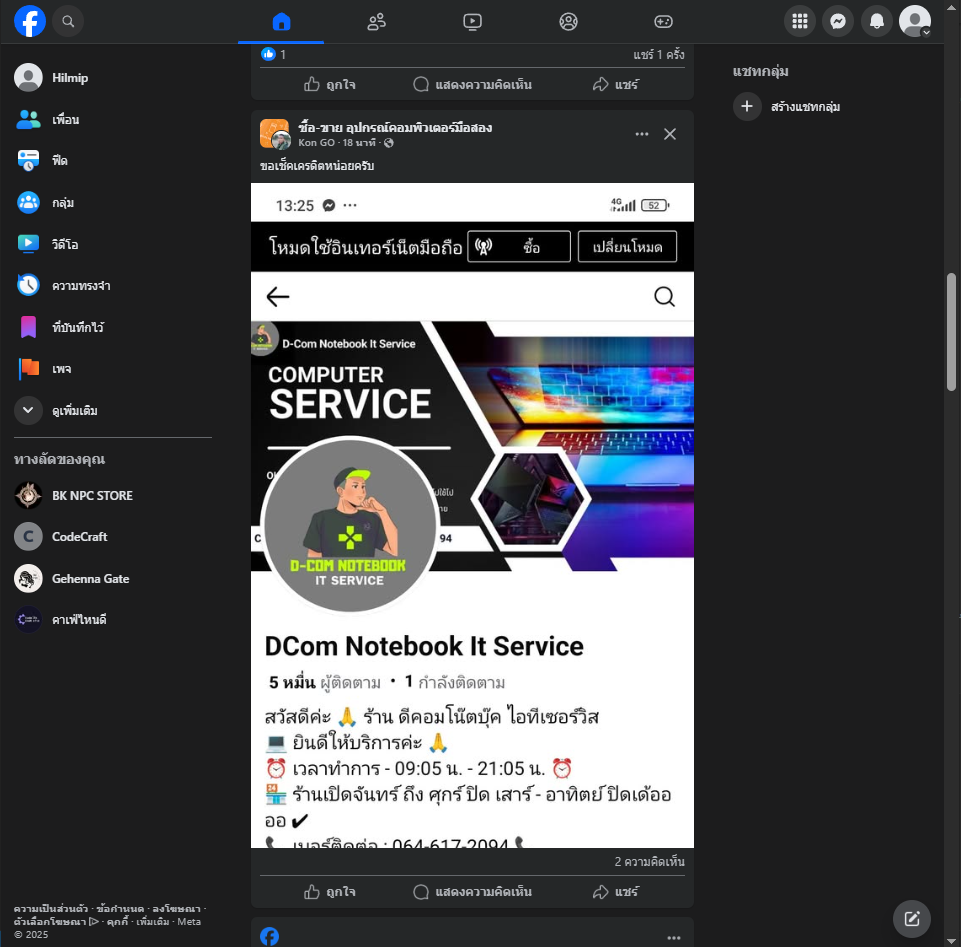 1
แชร์ 1 ครั้ง
ถูกใจ
แสดงความคิดเห็น
แชร์
Hilmip
เพื่อน
ฟีด
กลุ่ม
วิดีโอ
ความทรงจำ
ที่บันทึกไว้
เพจ
ดูเพิ่มเติม
ทางลัดของคุณ
BK NPC STORE
C CodeCraft
Gehenna Gate
คาเฟ่ไหนดี
ความเป็นส่วนตัว · ข้อกำหนด · ลงโฆษณา ·
ตัวเลือกโฆษณา · คุกกี้ · เพิ่มเติม · Meta
© 2025
ซื้อ-ขาย อุปกรณ์คอมพิวเตอร์มือสอง
Kon GO · 18 นาที ·
ขอเช็คเครดิตหน่อยครับ
13:25 ··· 4G 52
โหมดใช้อินเทอร์เน็ตมือถือ ซื้อ เปลี่ยนโหมด
D-Com Notebook It Service
COMPUTER
SERVICE
C
94
D-COM NOTEBOOK
IT SERVICE
DCom Notebook It Service
5 หมื่น ผู้ติดตาม • 1 กำลังติดตาม
สวัสดีค่ะ 🙏 ร้าน ดีคอมโน๊ตบุ๊ค ไอทีเซอร์วิส
💻 ยินดีให้บริการค่ะ 🙏
⏰ เวลาทำการ - 09:05 น. - 21:05 น. ⏰
🏪 ร้านเปิดจันทร์ ถึง ศุกร์ ปิด เสาร์ - อาทิตย์ ปิดเด้ออ
ออ ✔
📞 เบอร์ติดต่อ : 064-617-2094 📞
2 ความคิดเห็น
ถูกใจ
แสดงความคิดเห็น
แชร์
แชทกลุ่ม
สร้างแชทกลุ่ม